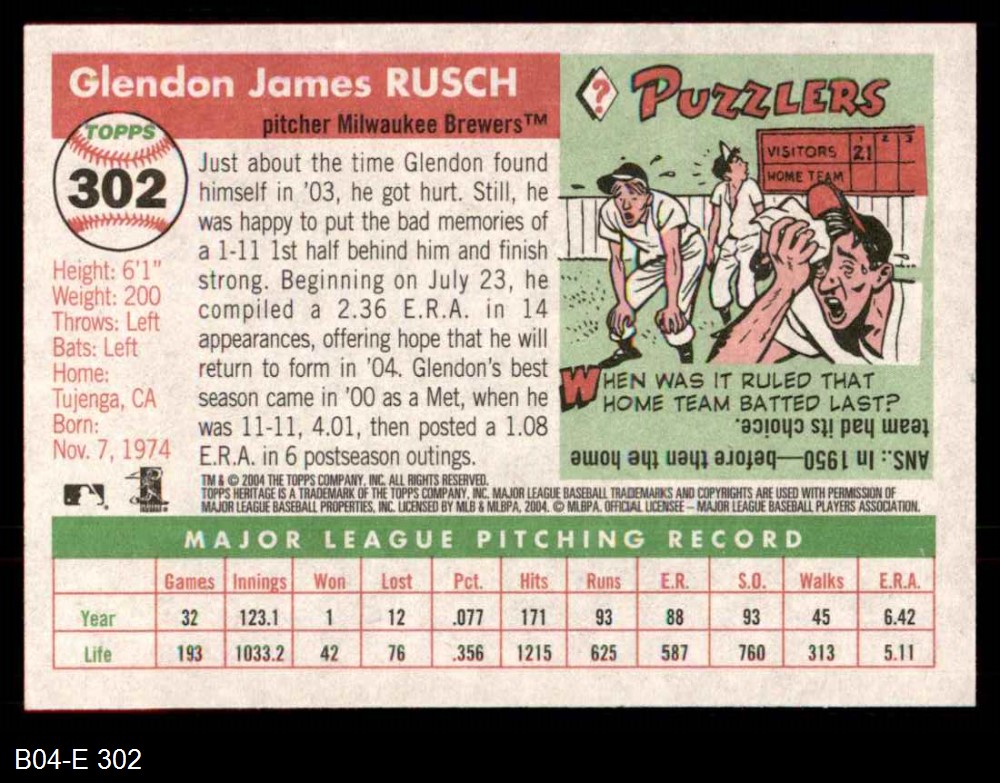 Glendon James RUSCH
pitcher Milwaukee Brewers™
TOPPS
302
Height: 6'1"
Weight: 200
Throws: Left
Bats: Left
Home:
Tujenga, CA
Born:
Nov. 7, 1974
Just about the time Glendon found
himself in '03, he got hurt. Still, he
was happy to put the bad memories of
a 1-11 1st half behind him and finish
strong. Beginning on July 23, he
compiled a 2.36 E.R.A. in 14
appearances, offering hope that he will
return to form in '04. Glendon's best
season came in '00 as a Met, when he
was 11-11, 4.01, then posted a 1.08
E.R.A. in 6 postseason outings.
? PUZZLERS
1 2 3
VISITORS 21
HOME TEAM
WHEN WAS IT RULED THAT
HOME TEAM BATTED LAST?
ANS.: In 1950—before then the home
team had its choice.
TM & © 2004 THE TOPPS COMPANY, INC. ALL RIGHTS RESERVED.
TOPPS HERITAGE IS A TRADEMARK OF THE TOPPS COMPANY, INC. MAJOR LEAGUE BASEBALL TRADEMARKS AND COPYRIGHTS ARE USED WITH PERMISSION OF
MAJOR LEAGUE BASEBALL PROPERTIES, INC. LICENSED BY MLB & MLBPA, 2004. © MLBPA. OFFICIAL LICENSEE – MAJOR LEAGUE BASEBALL PLAYERS ASSOCIATION.
MAJOR LEAGUE PITCHING RECORD
Games Innings Won Lost Pct. Hits Runs E.R. S.O. Walks E.R.A.
Year 32 123.1 1 12 .077 171 93 88 93 45 6.42
Life 193 1033.2 42 76 .356 1215 625 587 760 313 5.11
B04-E 302